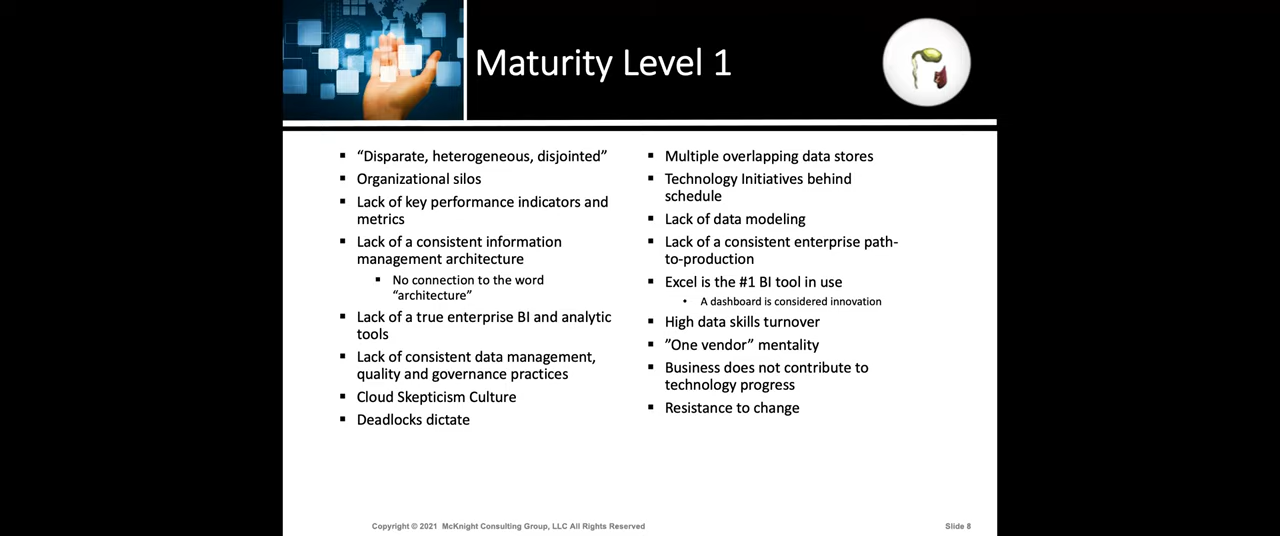 Maturity Level 1
▪ “Disparate, heterogeneous, disjointed”
▪ Organizational silos
▪ Lack of key performance indicators and
metrics
▪ Lack of a consistent information
management architecture
▪ No connection to the word
“architecture”
▪ Lack of a true enterprise BI and analytic
tools
▪ Lack of consistent data management,
quality and governance practices
▪ Cloud Skepticism Culture
▪ Deadlocks dictate
▪ Multiple overlapping data stores
▪ Technology Initiatives behind
schedule
▪ Lack of data modeling
▪ Lack of a consistent enterprise path-
to-production
▪ Excel is the #1 BI tool in use
• A dashboard is considered innovation
▪ High data skills turnover
▪ ”One vendor” mentality
▪ Business does not contribute to
technology progress
▪ Resistance to change
Copyright © 2021 McKnight Consulting Group, LLC All Rights Reserved
Slide 8